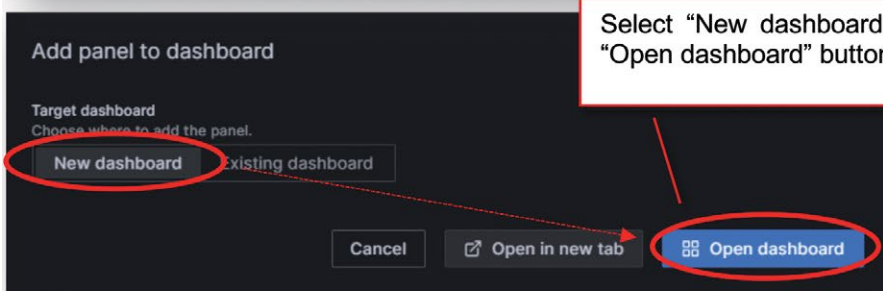 Select “New dashboard
“Open dashboard” button
Add panel to dashboard
Target dashboard
Choose where to add the panel.
New dashboard
Existing dashboard
Cancel
Open in new tab
Open dashboard